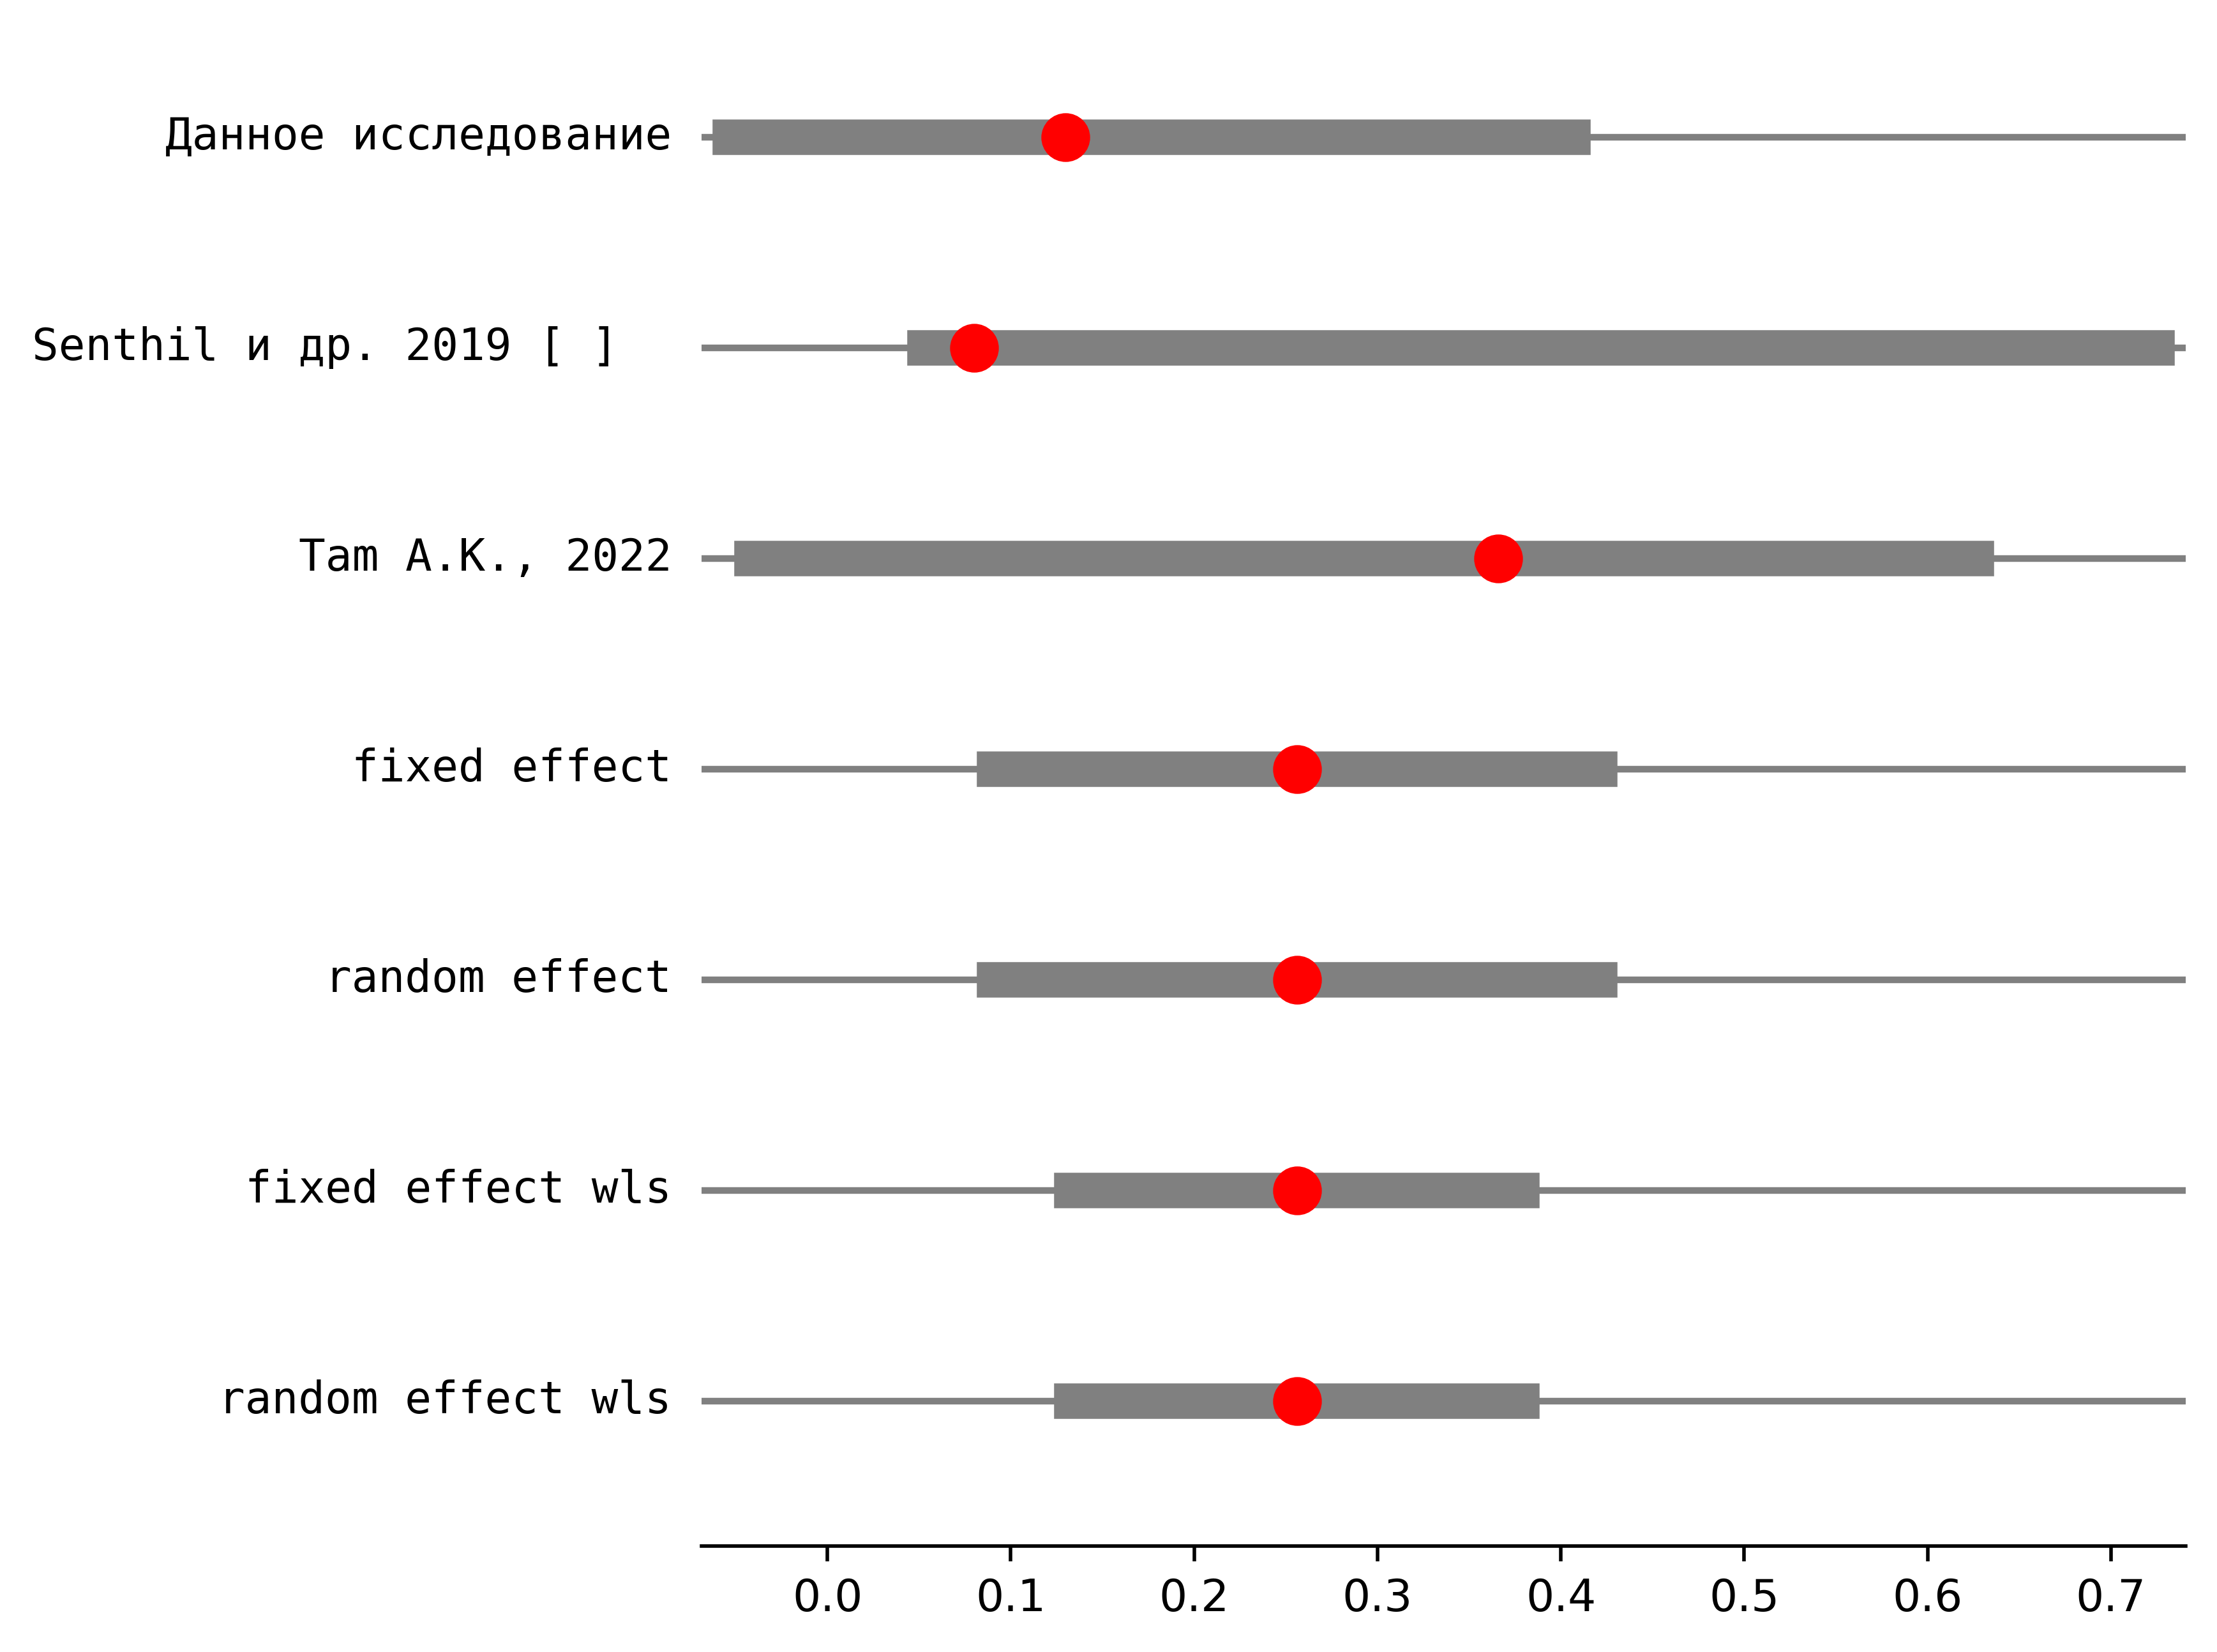 Данное исследование
Senthil и др. 2019 [ ]
Tam A.K., 2022
fixed effect
random effect
fixed effect wls
random effect wls
0.0 0.1 0.2 0.3 0.4 0.5 0.6 0.7